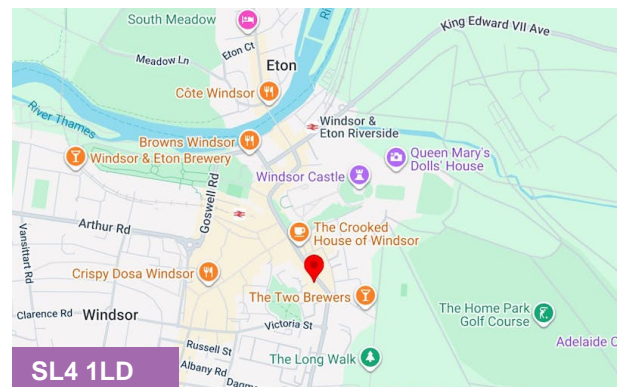 South Meadow
King Edward VII Ave
Eton Ct
Meadow Ln
Eton
Côte Windsor
River Thames
Windsor &
Eton Riverside
Browns Windsor
Windsor & Eton Brewery
Queen Mary's
Dolls' House
Windsor Castle
Goswell Rd
Arthur Rd
Vansittart Rd
The Crooked
House of Windsor
Crispy Dosa Windsor
The Two Brewers
The Home Park
Golf Course
Clarence Rd
Windsor
Victoria St
Adelaide C
Russell St
The Long Walk
Albany Rd
SL4 1LD